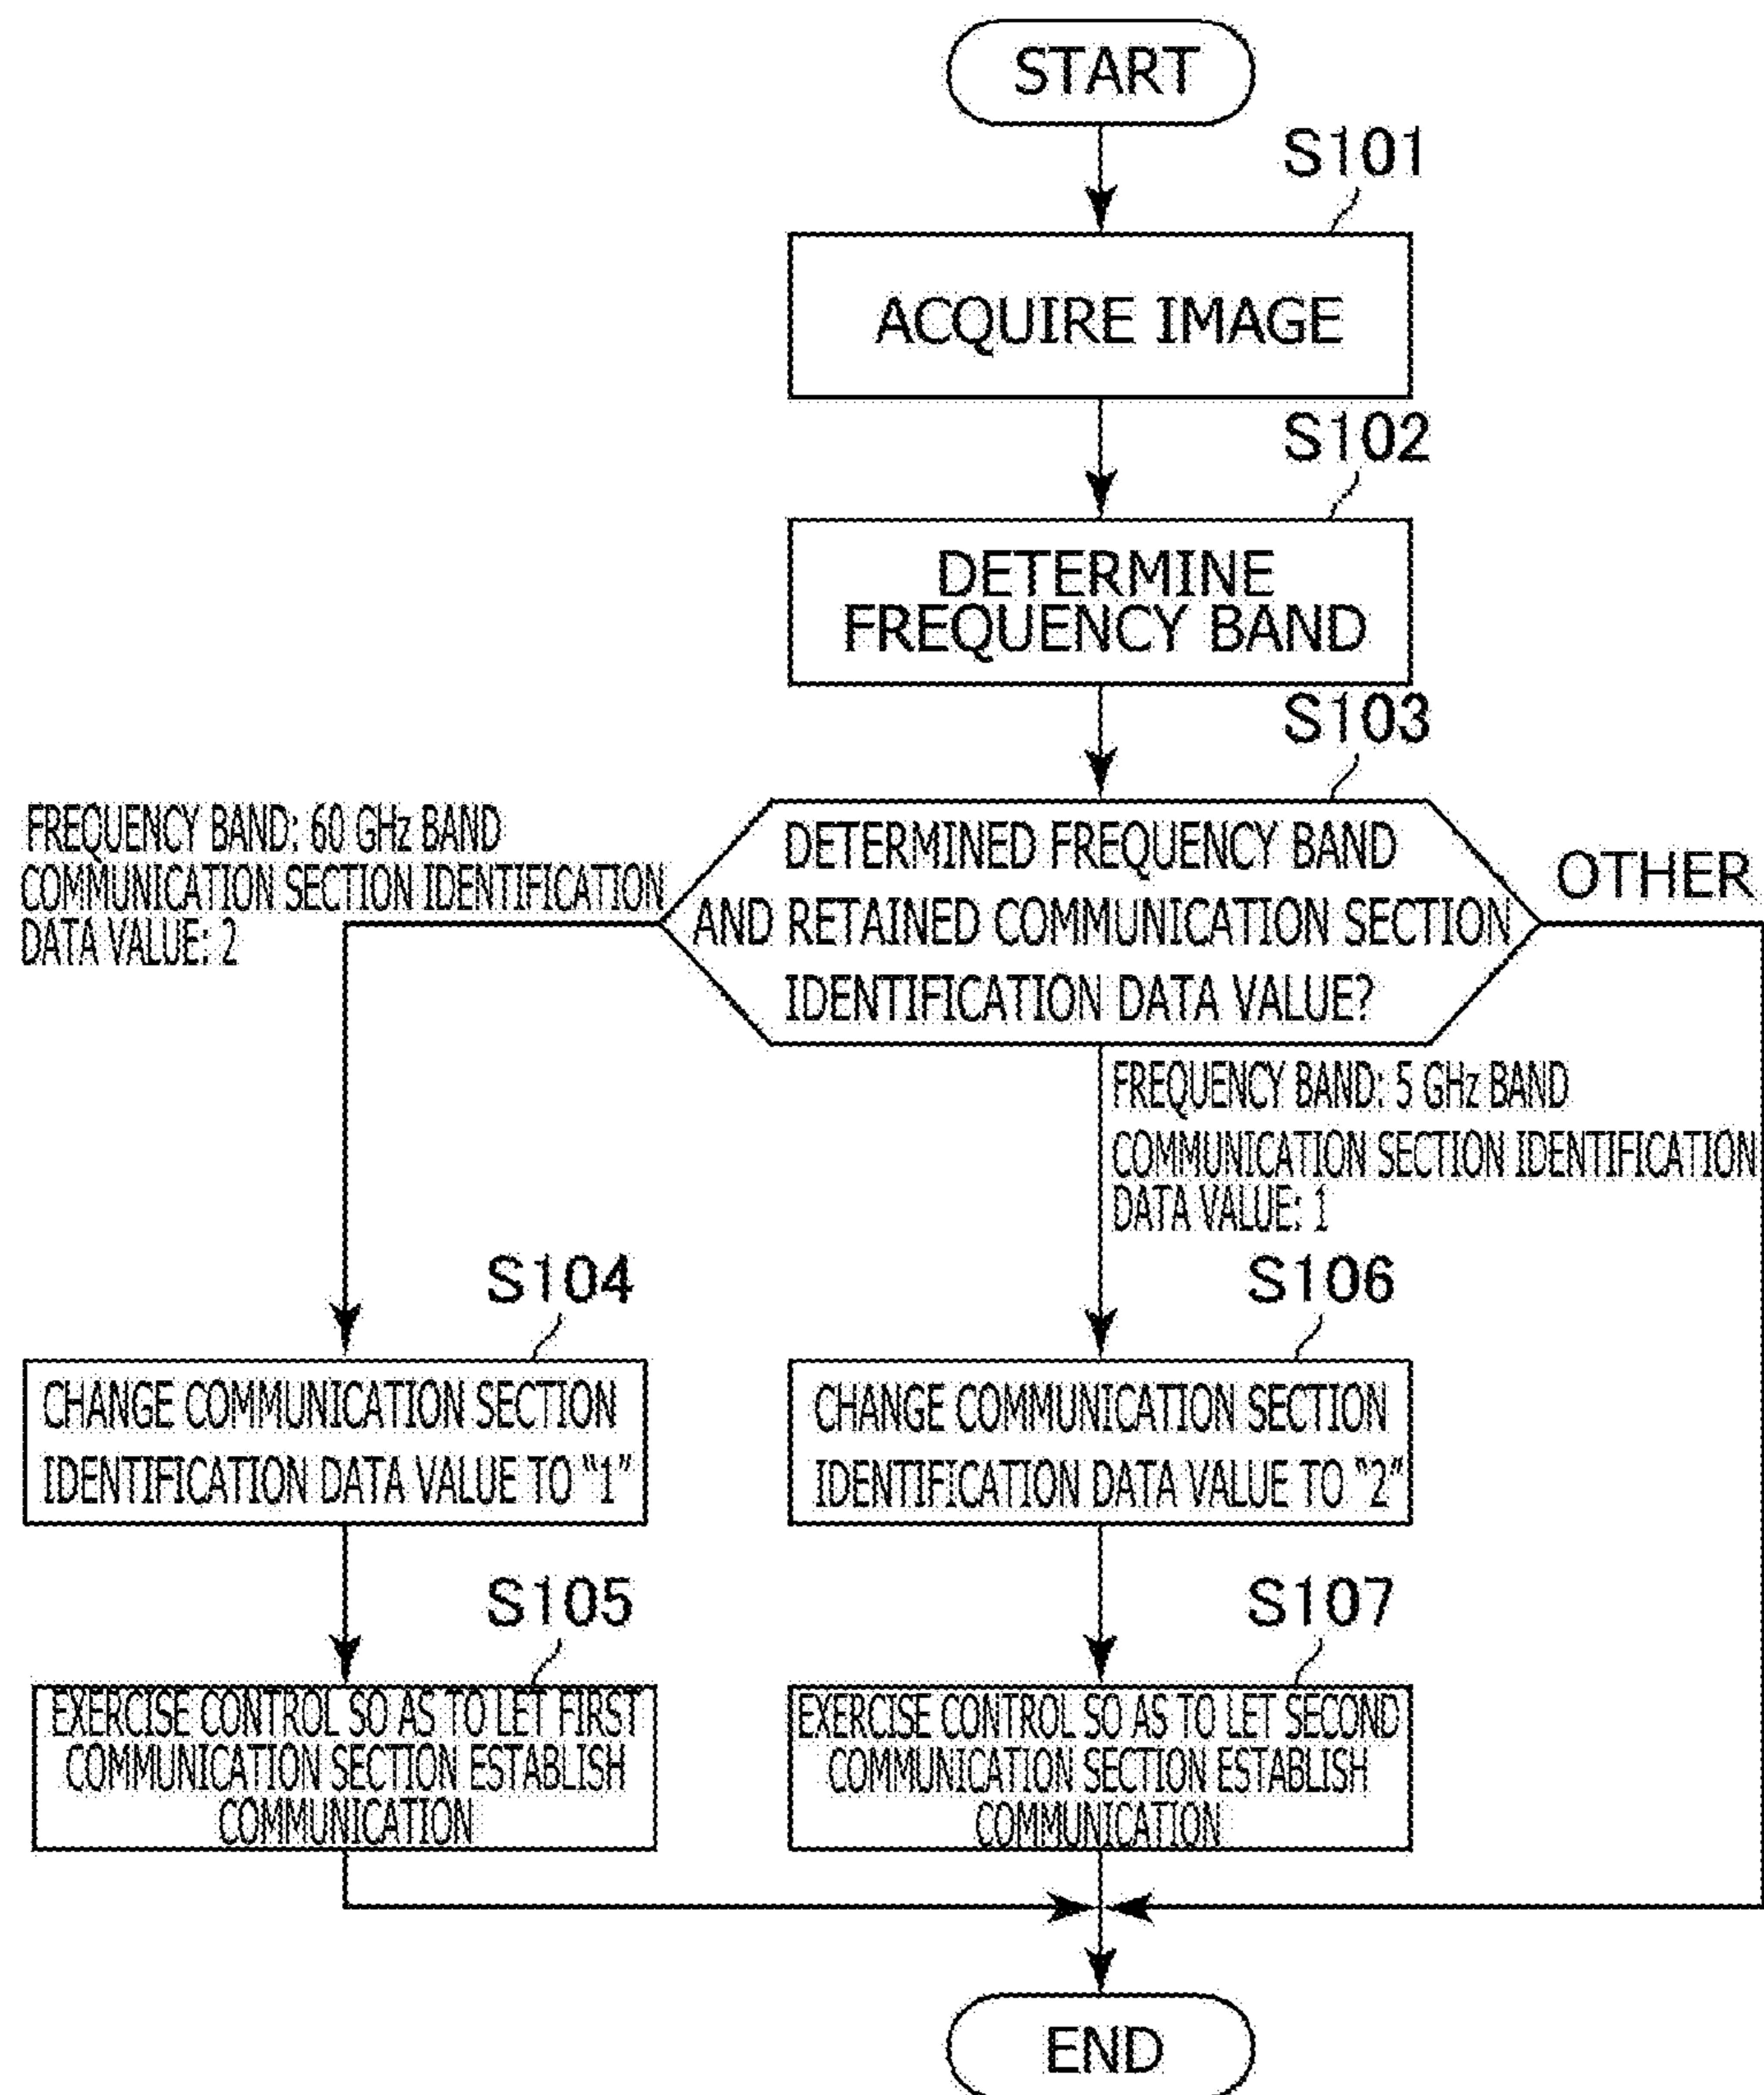 START
S101
ACQUIRE IMAGE
S102
DETERMINE
FREQUENCY BAND
S103
DETERMINED FREQUENCY BAND
AND RETAINED COMMUNICATION SECTION
IDENTIFICATION DATA VALUE?
FREQUENCY BAND: 60 GHz BAND
COMMUNICATION SECTION IDENTIFICATION
DATA VALUE: 2
OTHER
FREQUENCY BAND: 5 GHz BAND
COMMUNICATION SECTION IDENTIFICATION
DATA VALUE: 1
S104
CHANGE COMMUNICATION SECTION
IDENTIFICATION DATA VALUE TO “1”
S105
EXERCISE CONTROL SO AS TO LET FIRST
COMMUNICATION SECTION ESTABLISH
COMMUNICATION
S106
CHANGE COMMUNICATION SECTION
IDENTIFICATION DATA VALUE TO “2”
S107
EXERCISE CONTROL SO AS TO LET SECOND
COMMUNICATION SECTION ESTABLISH
COMMUNICATION
END